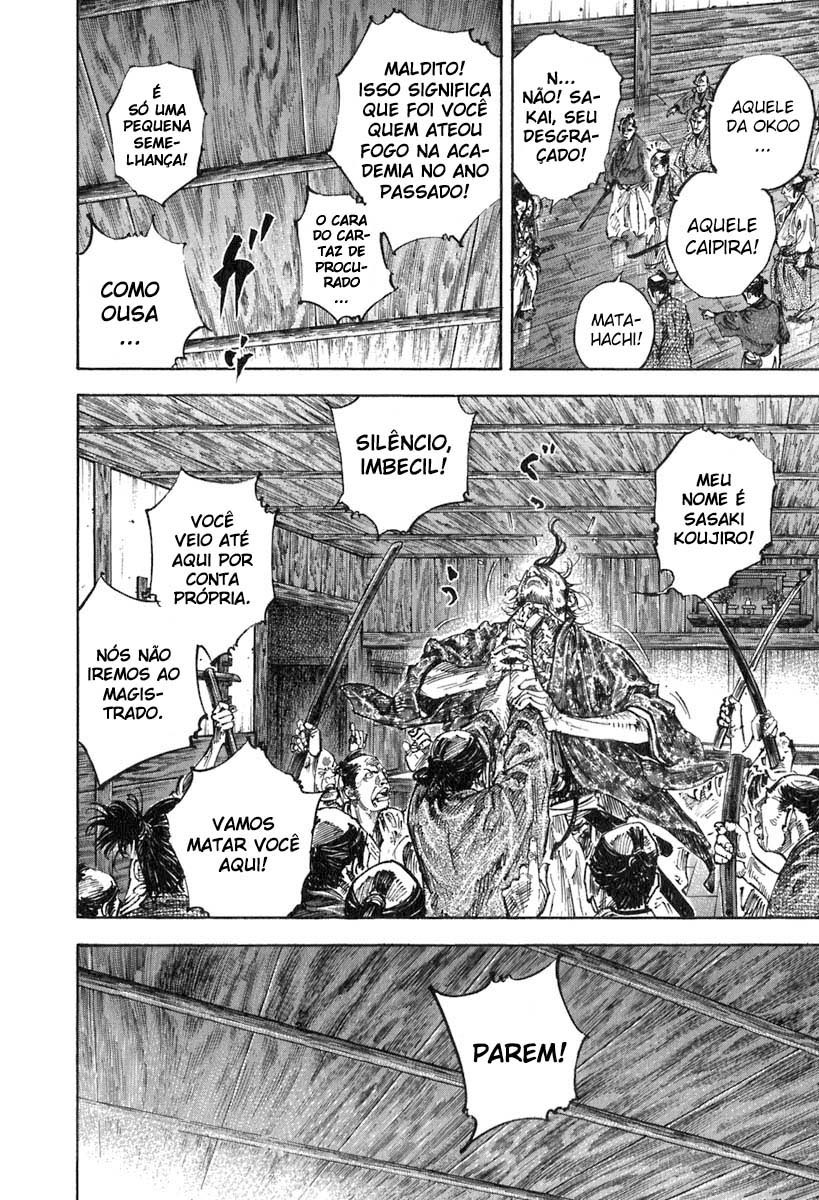 AQUELE
DA OKOO
...
N...
NÃO! SA-
KAI, SEU
DESGRA-
ÇADO!
AQUELE
CAIPIRA!
MATA-
HACHI!
MALDITO!
ISSO SIGNIFICA
QUE FOI VOCÊ
QUEM ATEOU
FOGO NA ACA-
DEMIA NO ANO
PASSADO!
É
SÓ UMA
PEQUENA
SEME-
LHANÇA!
O CARA
DO CAR-
TAZ DE
PROCU-
RADO
...
COMO
OUSA
...
MEU
NOME É
SASAKI
KOUJIRO!
SILÊNCIO,
IMBECIL!
VOCÊ
VEIO ATÉ
AQUI POR
CONTA
PRÓPRIA.
NÓS NÃO
IREMOS AO
MAGIS-
TRADO.
VAMOS
MATAR VOCÊ
AQUI!
PAREM!